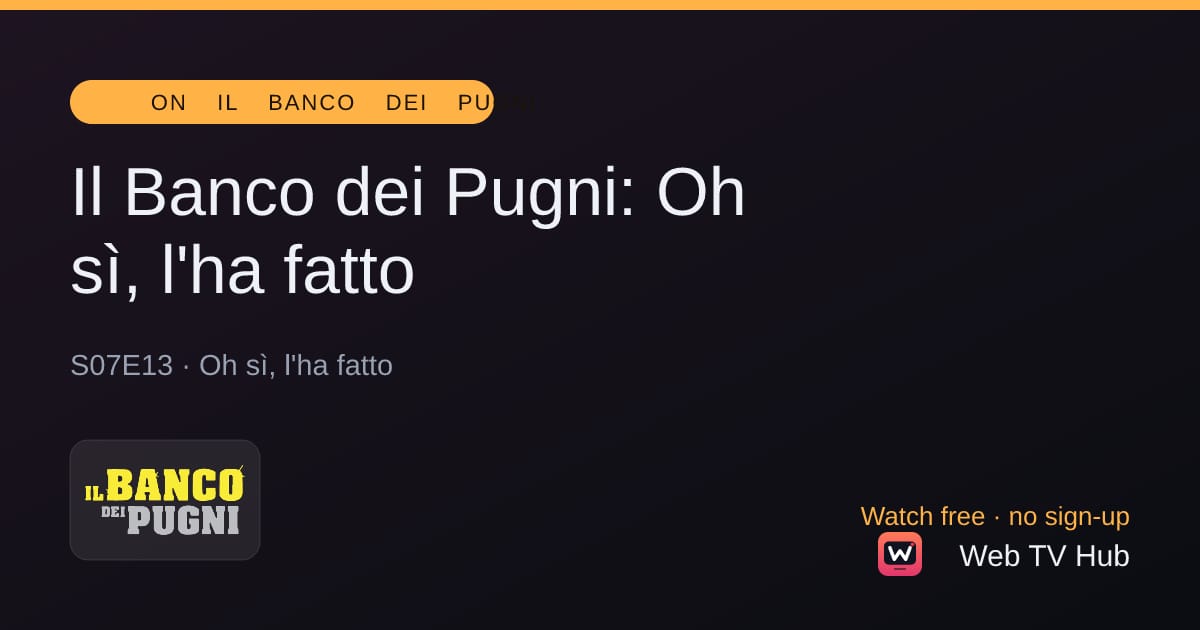 ON IL BANCO DEI PUGNI
Il Banco dei Pugni: Oh
sì, l'ha fatto
S07E13 · Oh sì, l'ha fatto
IL BANCO
DEI PUGNI
Watch free · no sign-up
W Web TV Hub